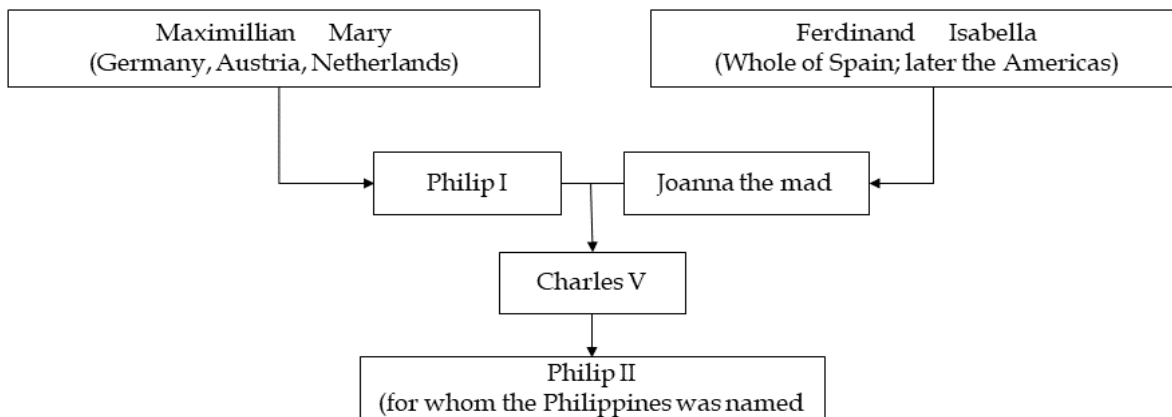 Maximillian Mary
(Germany, Austria, Netherlands)
Ferdinand Isabella
(Whole of Spain; later the Americas)
Philip I
Joanna the mad
Charles V
Philip II
(for whom the Philippines was named